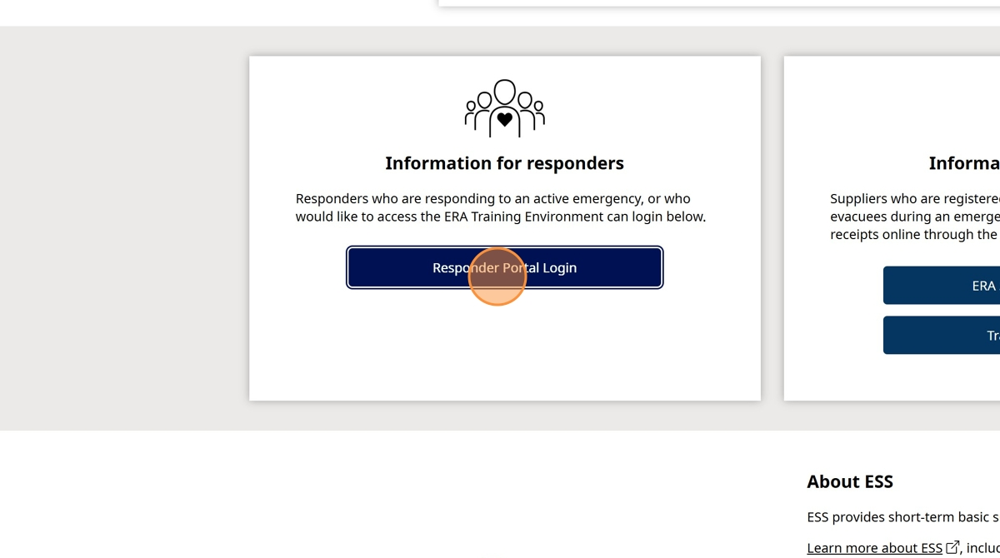 Information for responders
Responders who are responding to an active emergency, or who
would like to access the ERA Training Environment can login below.
Responder Portal Login
Informa
Suppliers who are registere
evacuees during an emerge
receipts online through the
ERA
Tr
About ESS
ESS provides short-term basic s
Learn more about ESS , includ